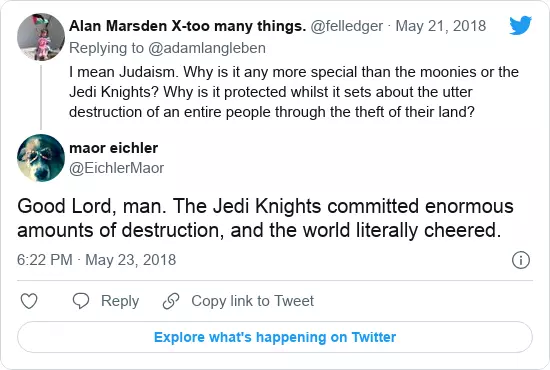 Alan Marsden X-too many things. @felledger · May 21, 2018
Replying to @adamlangleben
I mean Judaism. Why is it any more special than the moonies or the
Jedi Knights? Why is it protected whilst it sets about the utter
destruction of an entire people through the theft of their land?
maor eichler
@EichlerMaor
Good Lord, man. The Jedi Knights committed enormous
amounts of destruction, and the world literally cheered.
6:22 PM · May 23, 2018
Reply Copy link to Tweet
Explore what's happening on Twitter